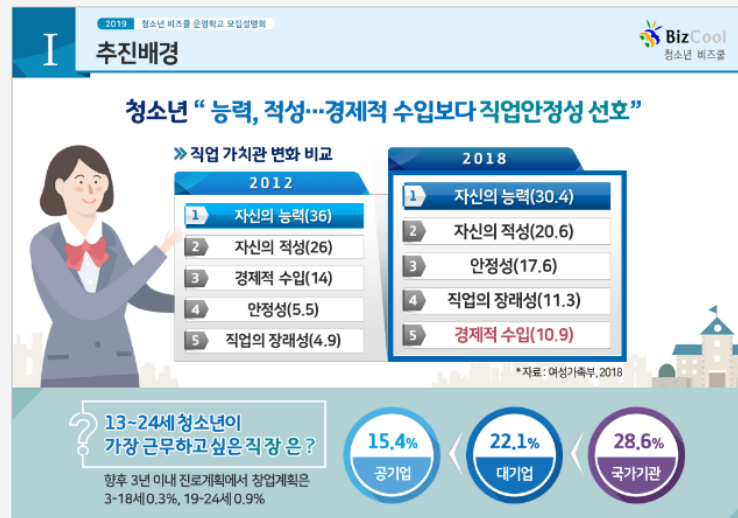 I
2019 청소년 비즈쿨 운영학교 모집설명회
추진배경
BizCool
청소년 비즈쿨
청소년 “ 능력, 적성…경제적 수입보다 직업안정성 선호”
» 직업 가치관 변화 비교
2012
1 자신의 능력(36)
2 자신의 적성(26)
3 경제적 수입(14)
4 안정성(5.5)
5 직업의 장래성(4.9)
2018
1 자신의 능력(30.4)
2 자신의 적성(20.6)
3 안정성(17.6)
4 직업의 장래성(11.3)
5 경제적 수입(10.9)
*자료 : 여성가족부, 2018
?
13~24세 청소년이
가장 근무하고싶은 직장 은 ?
향후 3년 이내 진로계획에서 창업계획은
3-18세 0.3%, 19-24세 0.9%
15.4%
공기업
22.1%
대기업
28.6%
국가기관